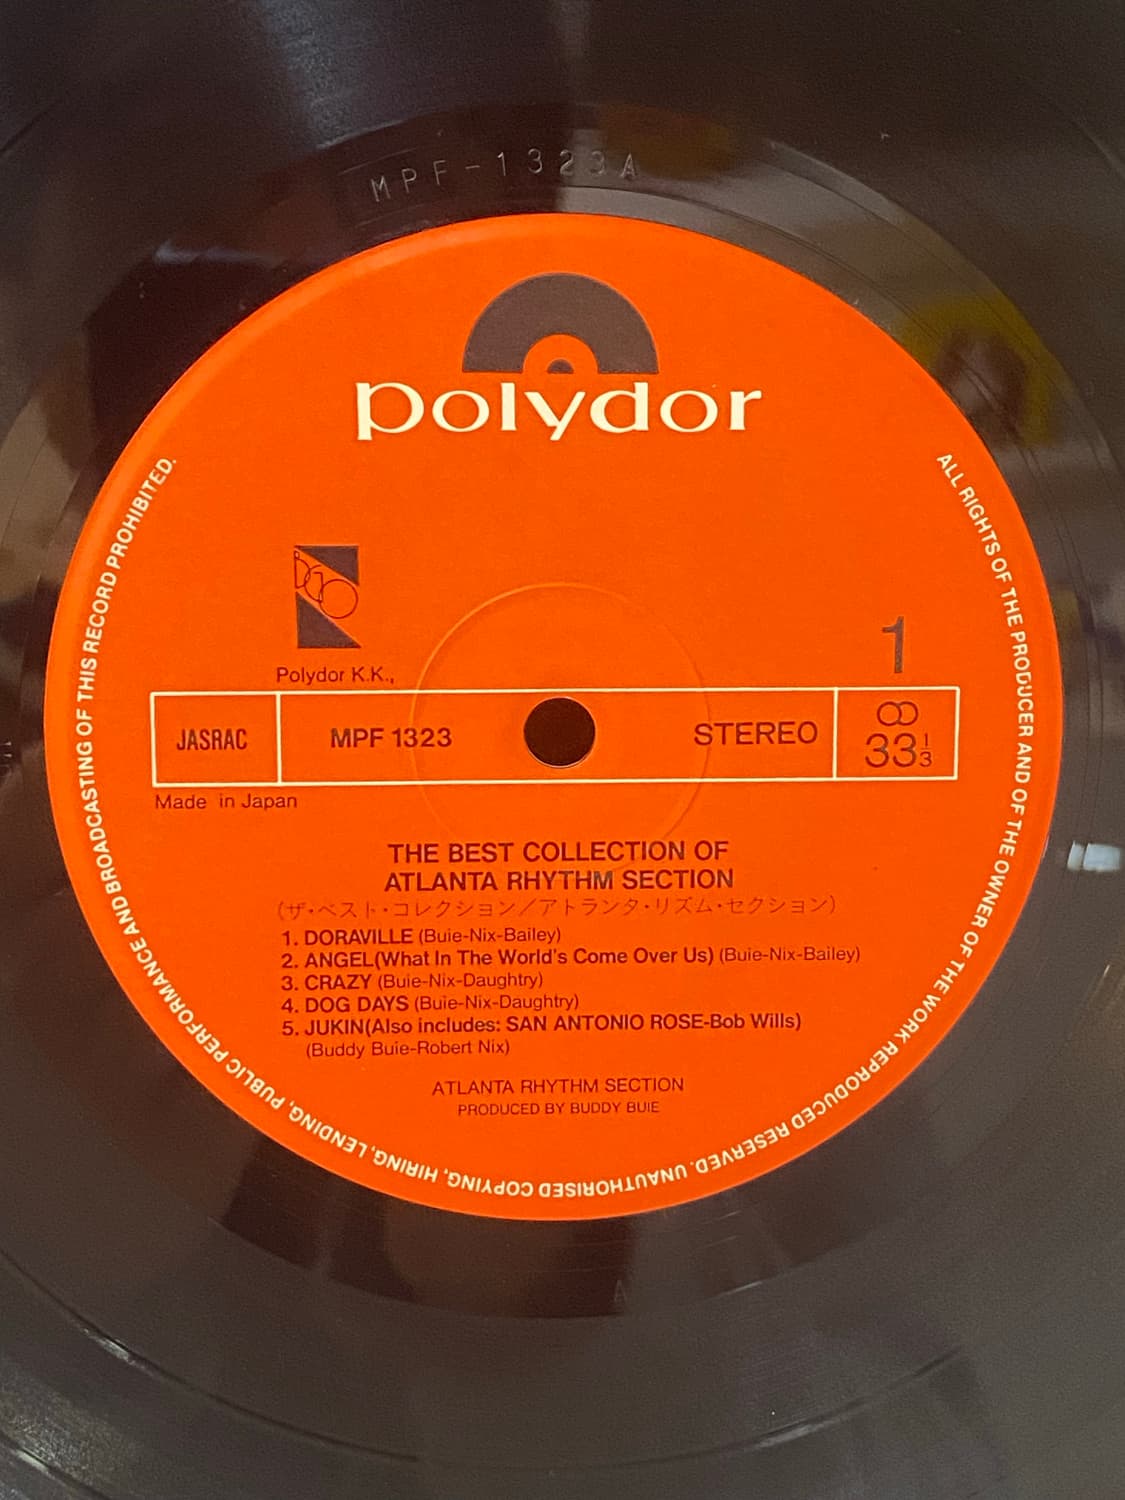 MPF-1323A
polydor
Polydor K.K.,
1
JASRAC
MPF 1323
STEREO
33 1/3
Made in Japan
THE BEST COLLECTION OF
ATLANTA RHYTHM SECTION
(ザ・ベスト・コレクション/アトランタ・リズム・セクション)
1. DORAVILLE (Buie-Nix-Bailey)
2. ANGEL(What In The World's Come Over Us) (Buie-Nix-Bailey)
3. CRAZY (Buie-Nix-Daughtry)
4. DOG DAYS (Buie-Nix-Daughtry)
5. JUKIN(Also includes: SAN ANTONIO ROSE-Bob Wills)
(Buddy Buie-Robert Nix)
ATLANTA RHYTHM SECTION
PRODUCED BY BUDDY BUIE
ALL RIGHTS OF THE PRODUCER AND OF THE OWNER OF THE WORK REPRODUCED RESERVED. UNAUTHORISED COPYING, HIRING, LENDING, PUBLIC PERFORMANCE AND BROADCASTING OF THIS RECORD PROHIBITED.
A